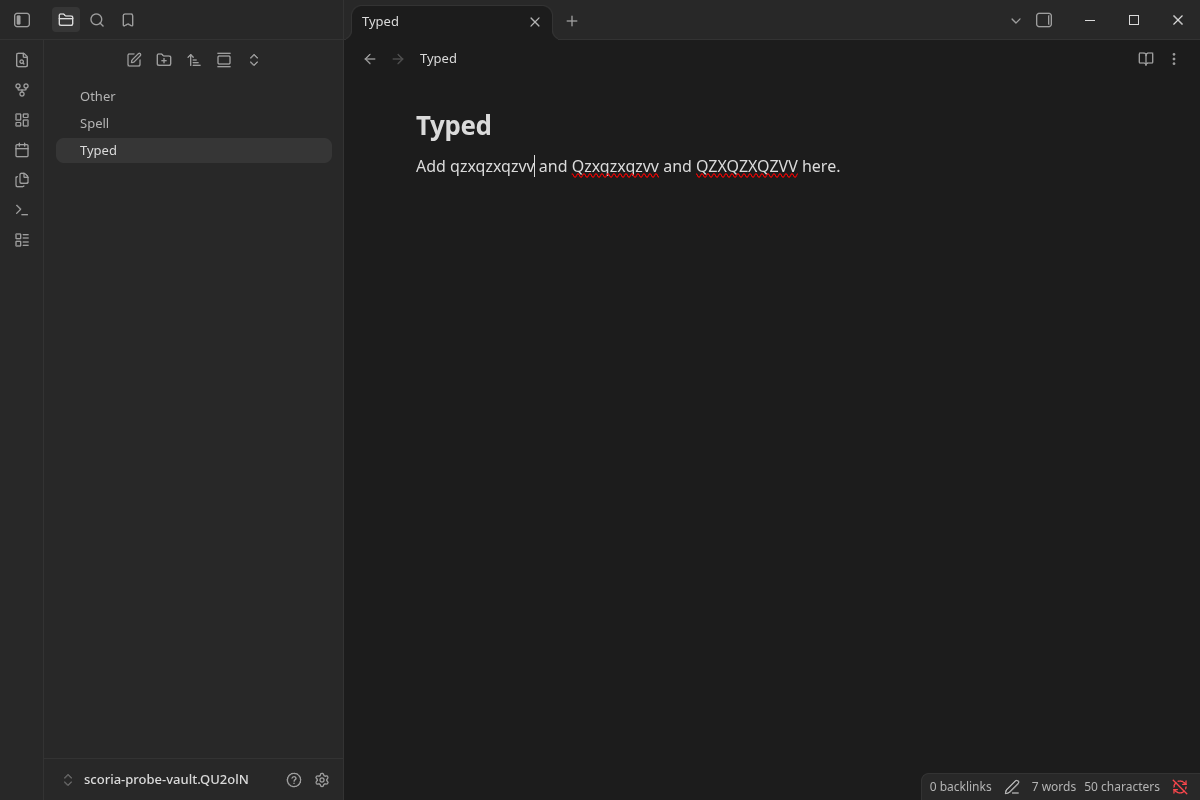 Typed
Typed
Other
Spell
Typed
Typed
Add qzxqzxqzvv and Qzxqzxqzvv and QZXQZXQZVV here.
scoria-probe-vault.QU2olN
0 backlinks
7 words
50 characters